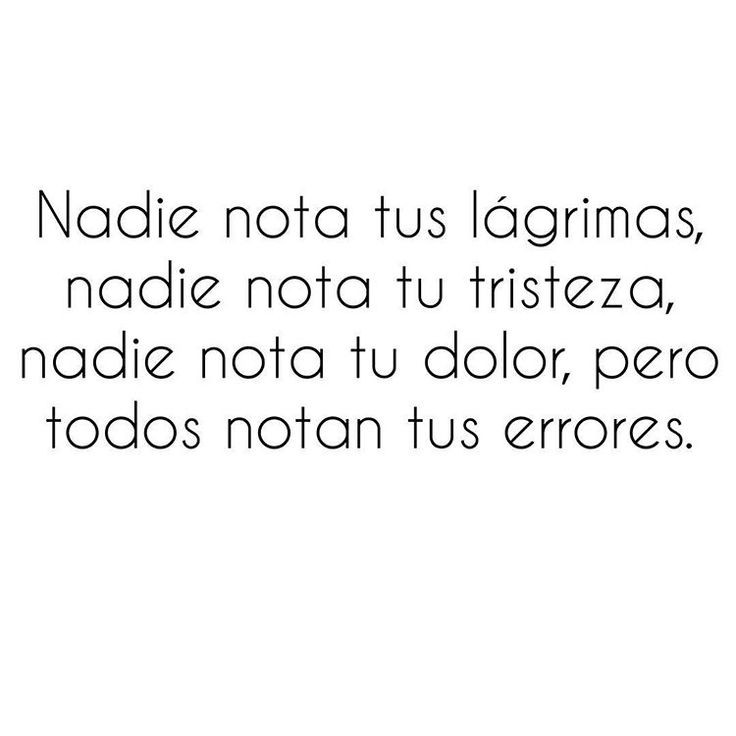 Nadie nota tus lágrimas,
nadie nota tu tristeza,
nadie nota tu dolor, pero
todos notan tus errores.